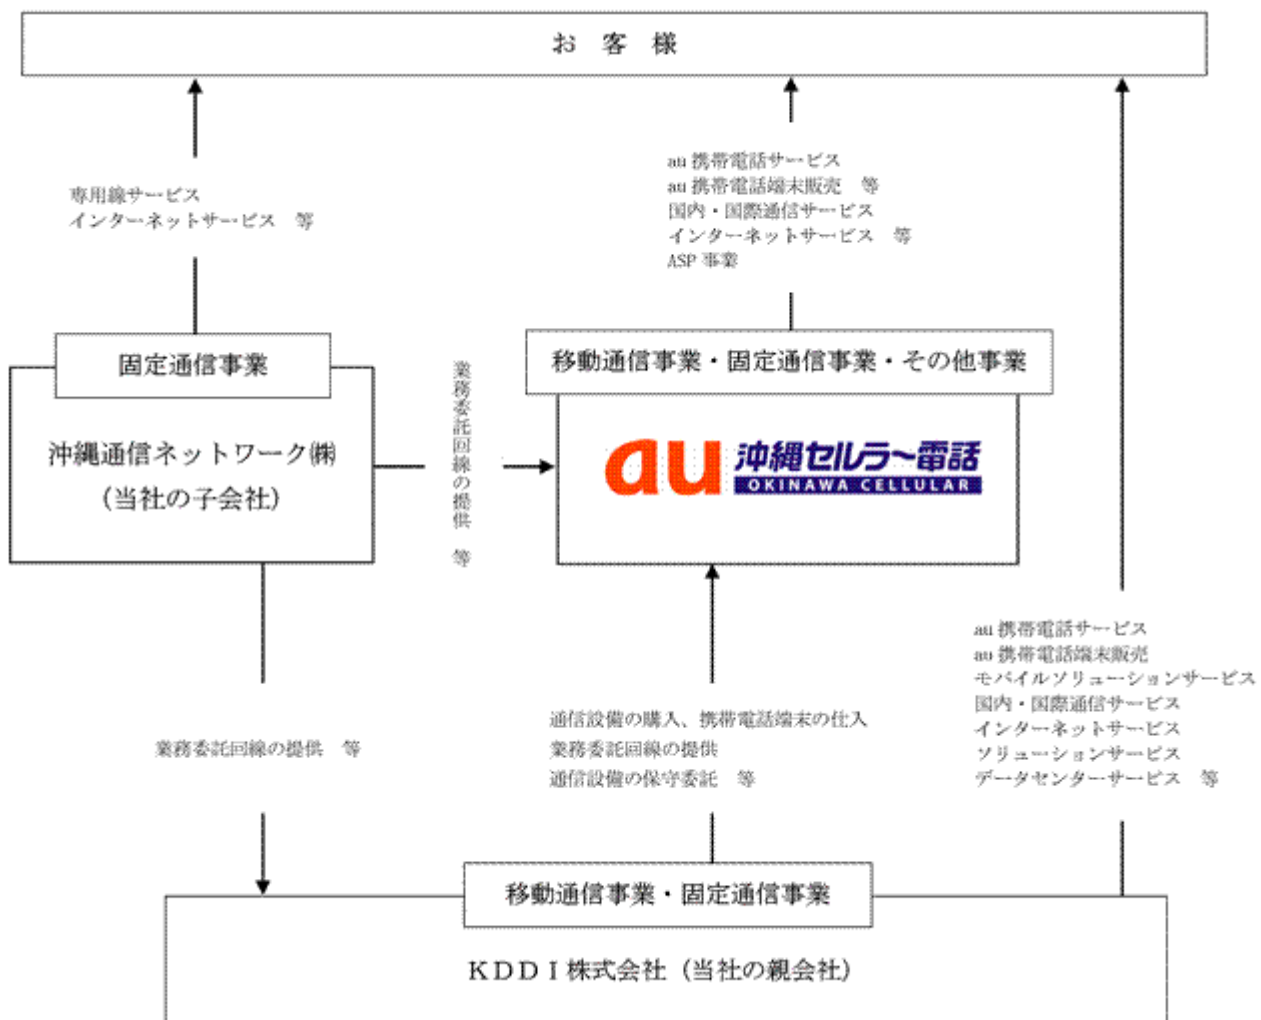 お 客 様
専用線サービス
インターネットサービス 等
au 携帯電話サービス
au 携帯電話端末販売 等
国内・国際通信サービス
インターネットサービス 等
ASP 事業
固定通信事業
沖縄通信ネットワーク㈱
（当社の子会社）
業務委託回線の提供 等
移動通信事業・固定通信事業・その他事業
au 沖縄セルラー電話
OKINAWA CELLULAR
au 携帯電話サービス
au 携帯電話端末販売
モバイルソリューションサービス
国内・国際通信サービス
インターネットサービス
ソリューションサービス
データセンターサービス 等
業務委託回線の提供 等
通信設備の購入、携帯電話端末の仕入
業務委託回線の提供
通信設備の保守委託 等
移動通信事業・固定通信事業
ＫＤＤＩ株式会社（当社の親会社）